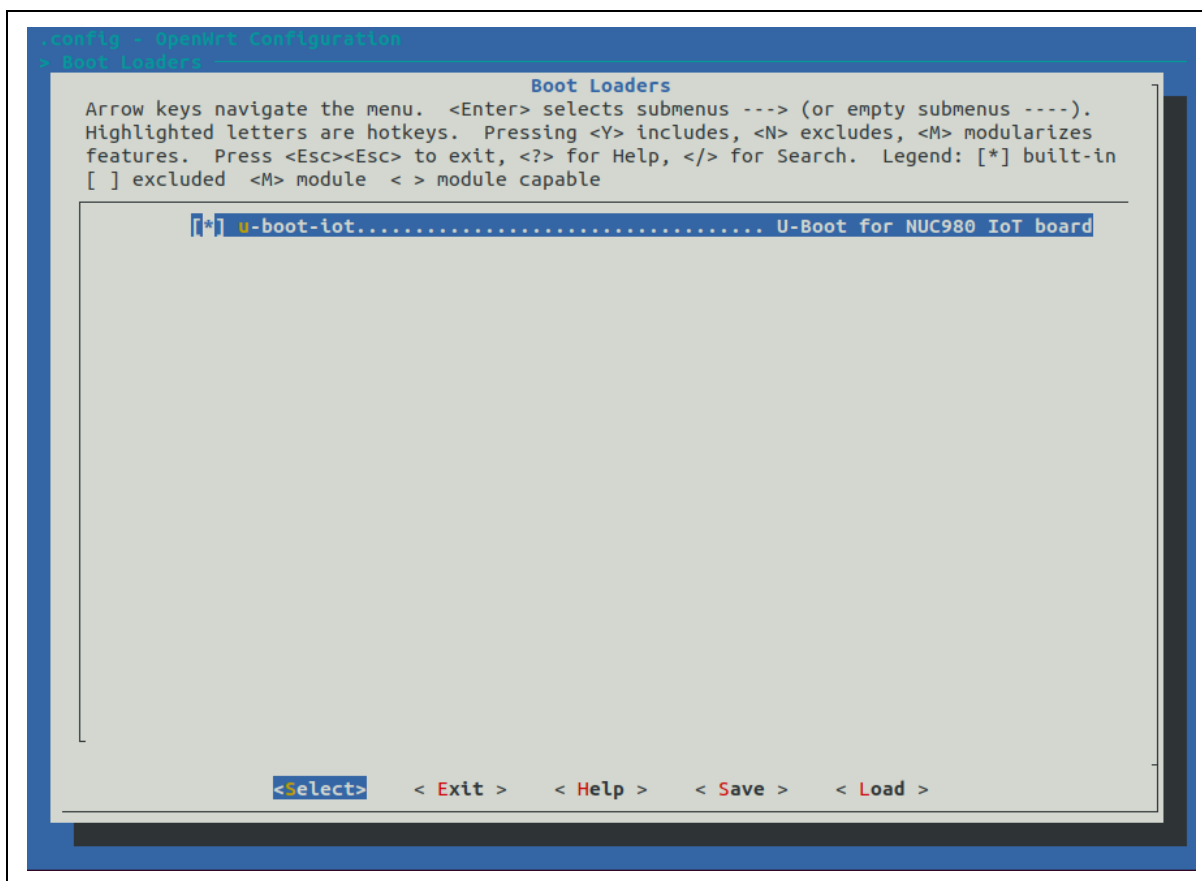 .config - OpenWrt Configuration
> Boot Loaders
Boot Loaders
Arrow keys navigate the menu.  <Enter> selects submenus ---> (or empty submenus ----).
Highlighted letters are hotkeys.  Pressing <Y> includes, <N> excludes, <M> modularizes
features.  Press <Esc><Esc> to exit, <?> for Help, </> for Search.  Legend: [*] built-in
[ ] excluded  <M> module  < > module capable
[*] u-boot-iot................................... U-Boot for NUC980 IoT board
<Select>    < Exit >    < Help >    < Save >    < Load >